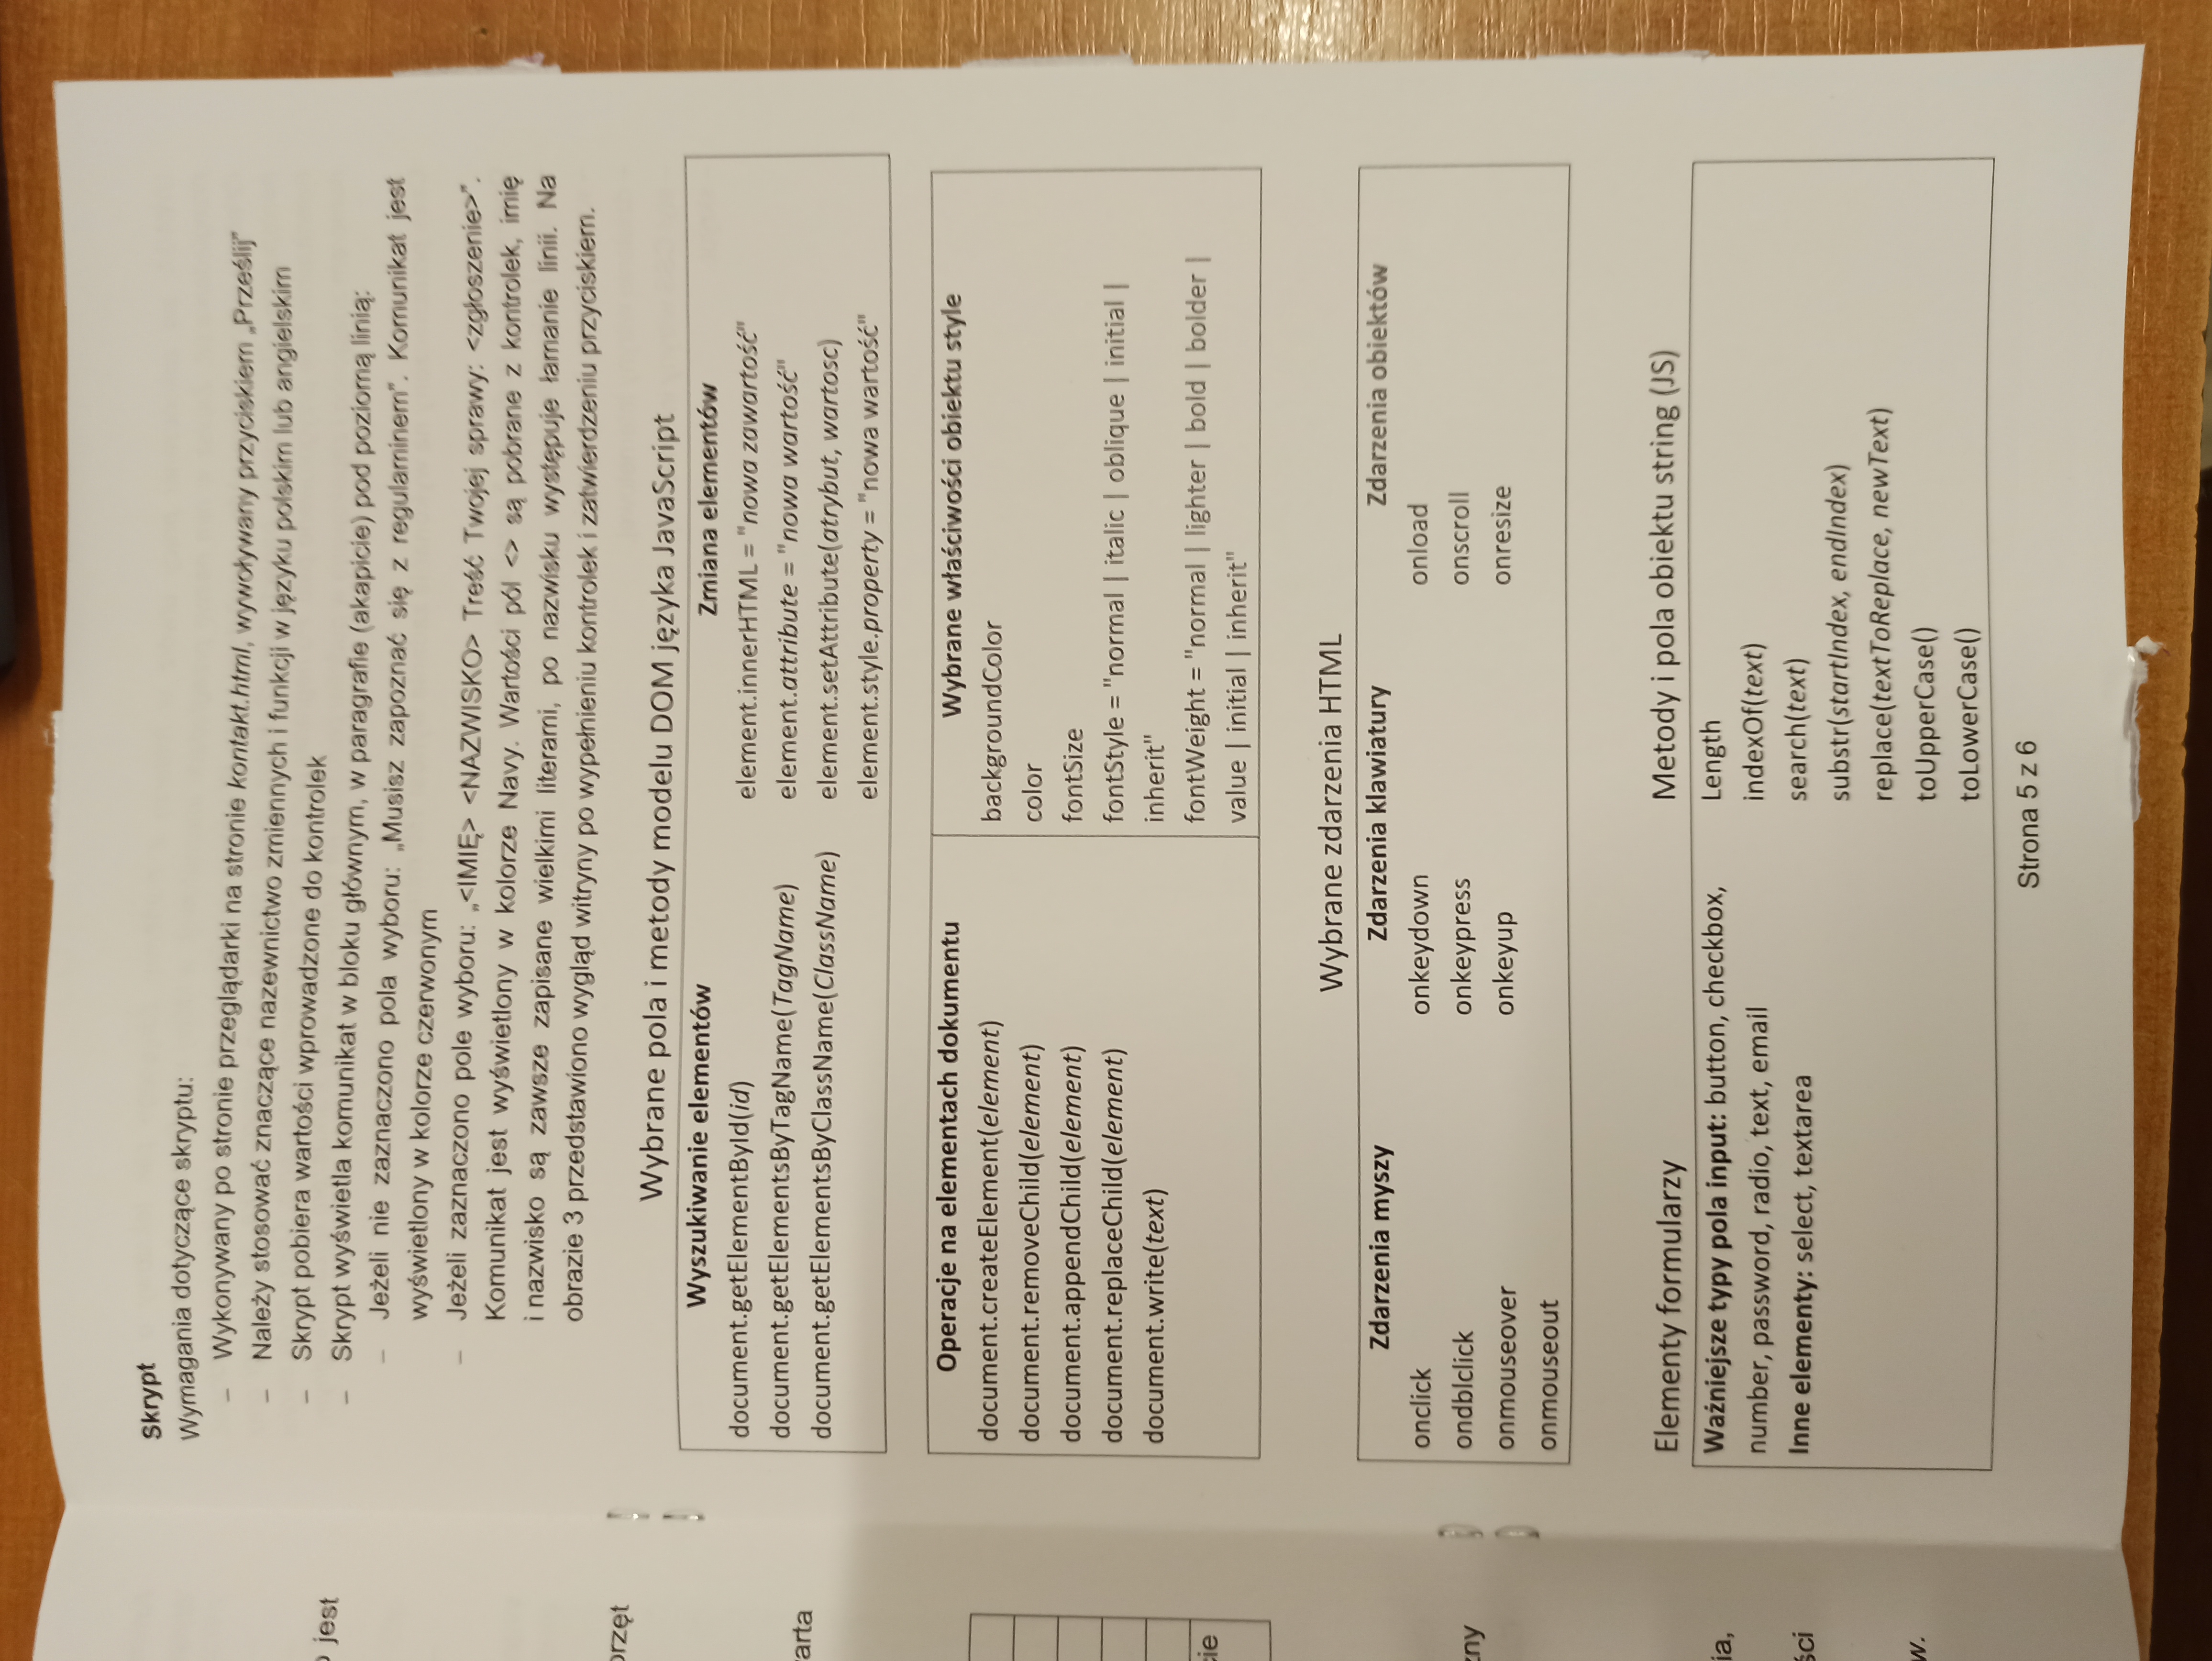 Skrypt
Wymagania dotyczące skryptu:
– Wykonywany po stronie przeglądarki na stronie kontakt.html, wywoływany przyciskiem „Prześlij”
– Należy stosować znaczące nazewnictwo zmiennych i funkcji w języku polskim lub angielskim
– Skrypt pobiera wartości wprowadzone do kontrolek
– Skrypt wyświetla komunikat w bloku głównym, w paragrafie (akapicie) pod poziomą linią:
– Jeżeli nie zaznaczono pola wyboru: „Musisz zapoznać się z regulaminem”. Komunikat jest
wyświetlony w kolorze czerwonym
– Jeżeli zaznaczono pole wyboru: „<IMIĘ> <NAZWISKO> Treść Twojej sprawy: <zgłoszenie>”.
Komunikat jest wyświetlony w kolorze Navy. Wartości pól <> są pobrane z kontrolek, imię
i nazwisko są zawsze zapisane wielkimi literami, po nazwisku występuje łamanie linii. Na
obrazie 3 przedstawiono wygląd witryny po wypełnieniu kontrolek i zatwierdzeniu przyciskiem.
Wybrane pola i metody modelu DOM języka JavaScript
Wyszukiwanie elementów
document.getElementById(id)
document.getElementsByTagName(TagName)
document.getElementsByClassName(ClassName)
Zmiana elementów
element.innerHTML = "nowa zawartość"
element.attribute = "nowa wartość"
element.setAttribute(atrybut, wartosc)
element.style.property = "nowa wartość"
Operacje na elementach dokumentu
document.createElement(element)
document.removeChild(element)
document.appendChild(element)
document.replaceChild(element)
document.write(text)
Wybrane właściwości obiektu style
backgroundColor
color
fontSize
fontStyle = "normal | italic | oblique | initial |
inherit"
fontWeight = "normal | lighter | bold | bolder |
value | initial | inherit"
Wybrane zdarzenia HTML
Zdarzenia myszy
onclick
ondblclick
onmouseover
onmouseout
Zdarzenia klawiatury
onkeydown
onkeypress
onkeyup
Zdarzenia obiektów
onload
onscroll
onresize
Elementy formularzy
Ważniejsze typy pola input: button, checkbox,
number, password, radio, text, email
Inne elementy: select, textarea
Metody i pola obiektu string (JS)
Length
indexOf(text)
search(text)
substr(startIndex, endIndex)
replace(textToReplace, newText)
toUpperCase()
toLowerCase()
Strona 5 z 6
jest